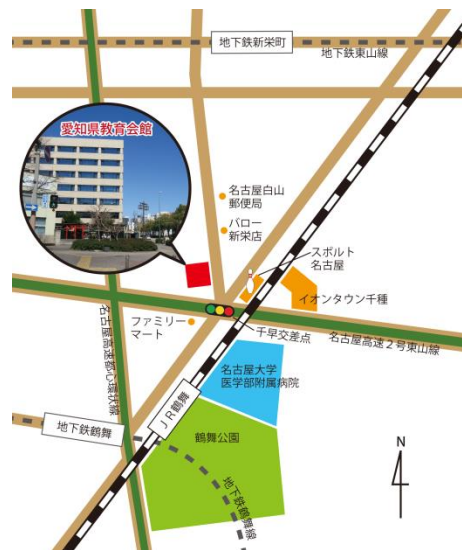 地下鉄新栄町
地下鉄東山線
愛知県教育会館
名古屋白山
郵便局
バロー
新栄店
スポルト
名古屋
イオンタウン千種
ファミリー
マート
千早交差点
名古屋高速2号東山線
名古屋高速都心環状線
名古屋大学
医学部附属病院
JR鶴舞
地下鉄鶴舞
鶴舞公園
地下鉄鶴舞線
N